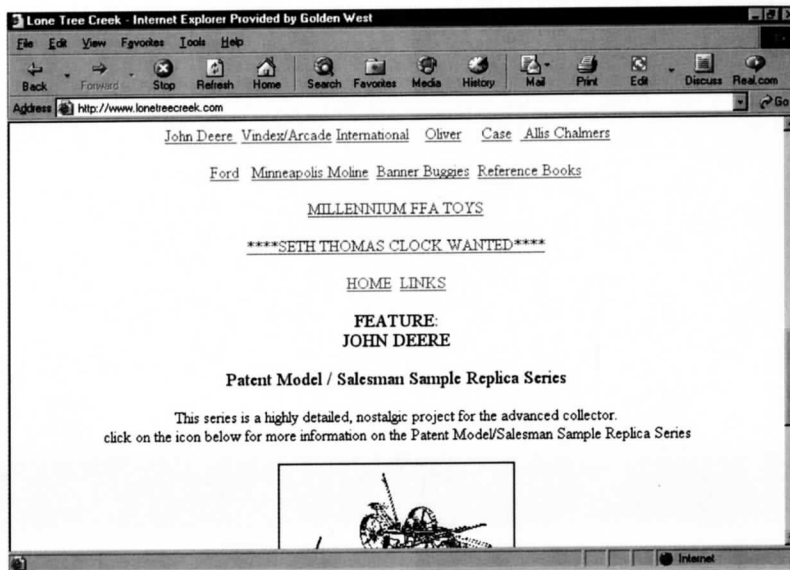 Lone Tree Creek - Internet Explorer Provided by Golden West
File Edit View Favorites Tools Help
Back Forward Stop Refresh Home Search Favorites Media History Mail Print Edit Discuss Real.com
Address http://www.lonetreecreek.com Go
John Deere Vindex/Arcade International Oliver Case Allis Chalmers
Ford Minneapolis Moline Banner Buggies Reference Books
MILLENNIUM FFA TOYS
****SETH THOMAS CLOCK WANTED****
HOME LINKS
FEATURE:
JOHN DEERE
Patent Model / Salesman Sample Replica Series
This series is a highly detailed, nostalgic project for the advanced collector.
click on the icon below for more information on the Patent Model/Salesman Sample Replica Series
Internet